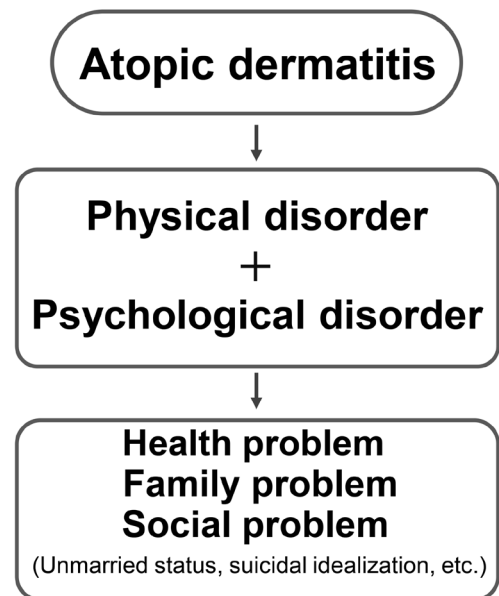 Atopic dermatitis
Physical disorder
+
Psychological disorder
Health problem
Family problem
Social problem
(Unmarried status, suicidal idealization, etc.)